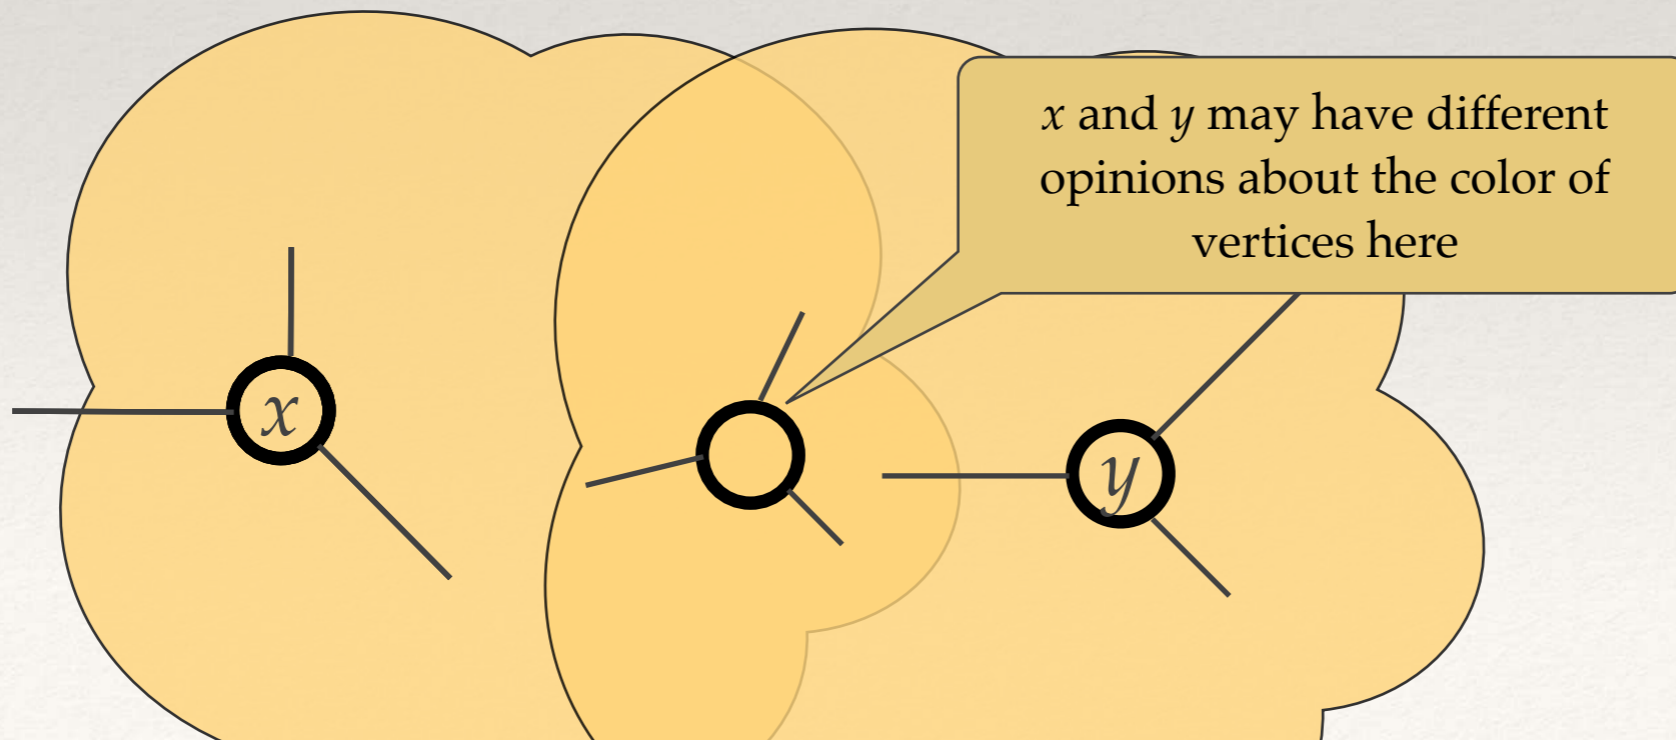 x and y may have different
opinions about the color of
vertices here
x
y